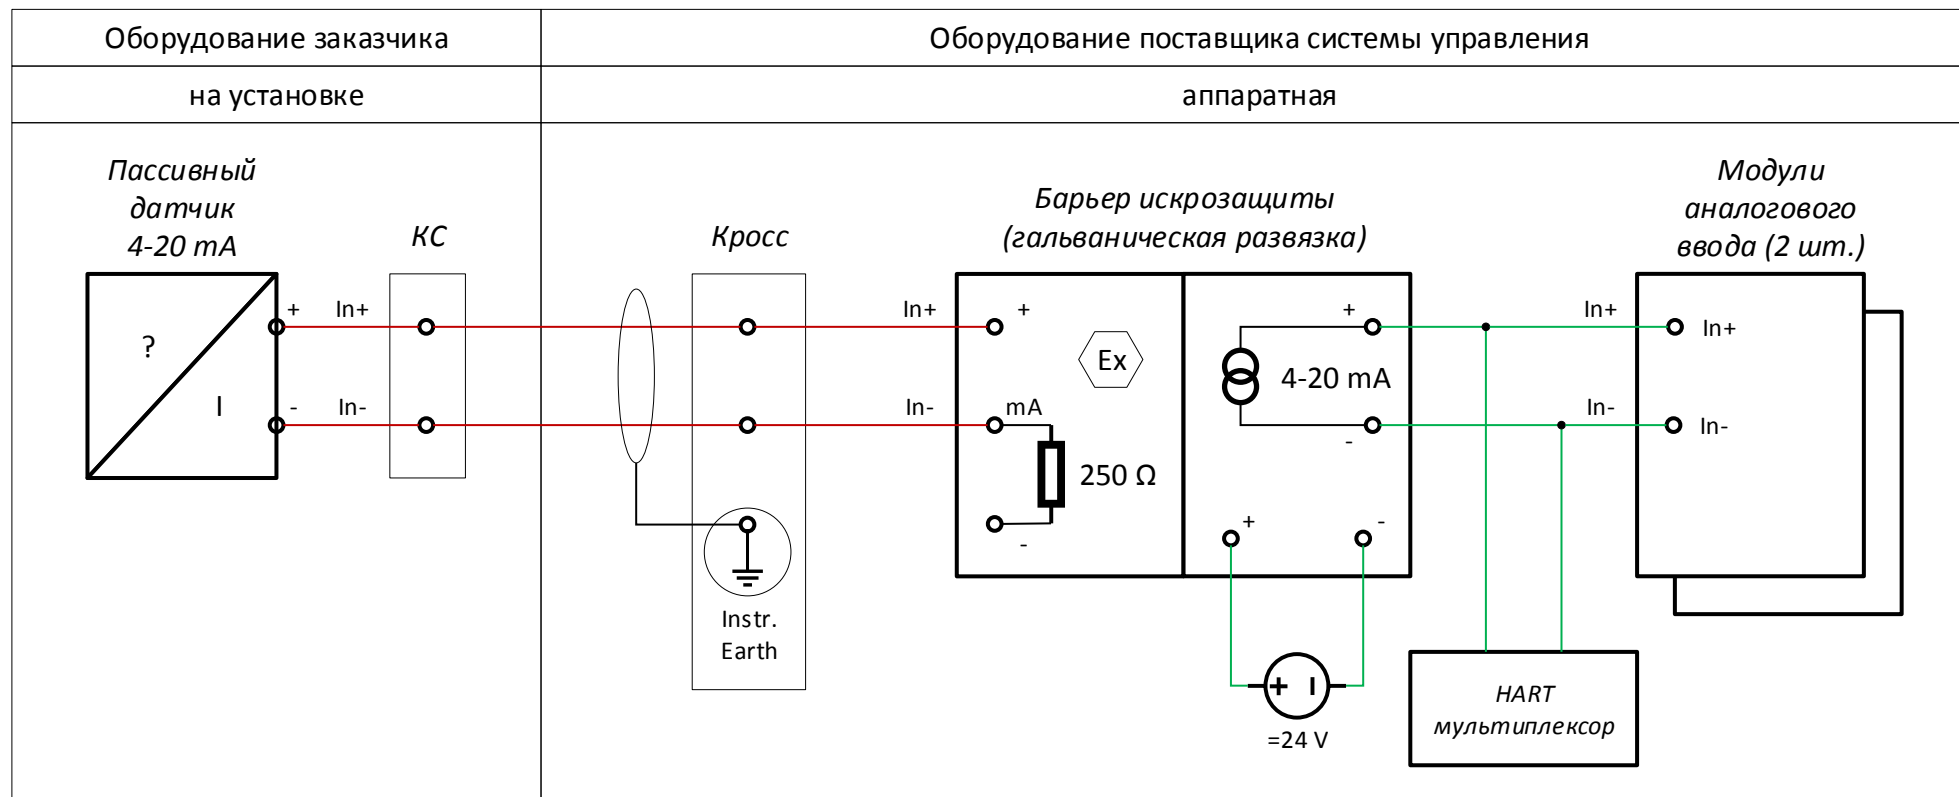 Оборудование заказчика
Оборудование поставщика системы управления
на установке
аппаратная
Пассивный
датчик
4-20 mA
КС
Кросс
Барьер искрозащиты
(гальваническая развязка)
Модули
аналогового
ввода (2 шт.)
?
I
+
In+
-
In-
In+
+
In-
mA
Ex
250 Ω
-
+
4-20 mA
-
+
-
In+
In+
In-
In-
Instr.
Earth
=24 V
HART
мультиплексор